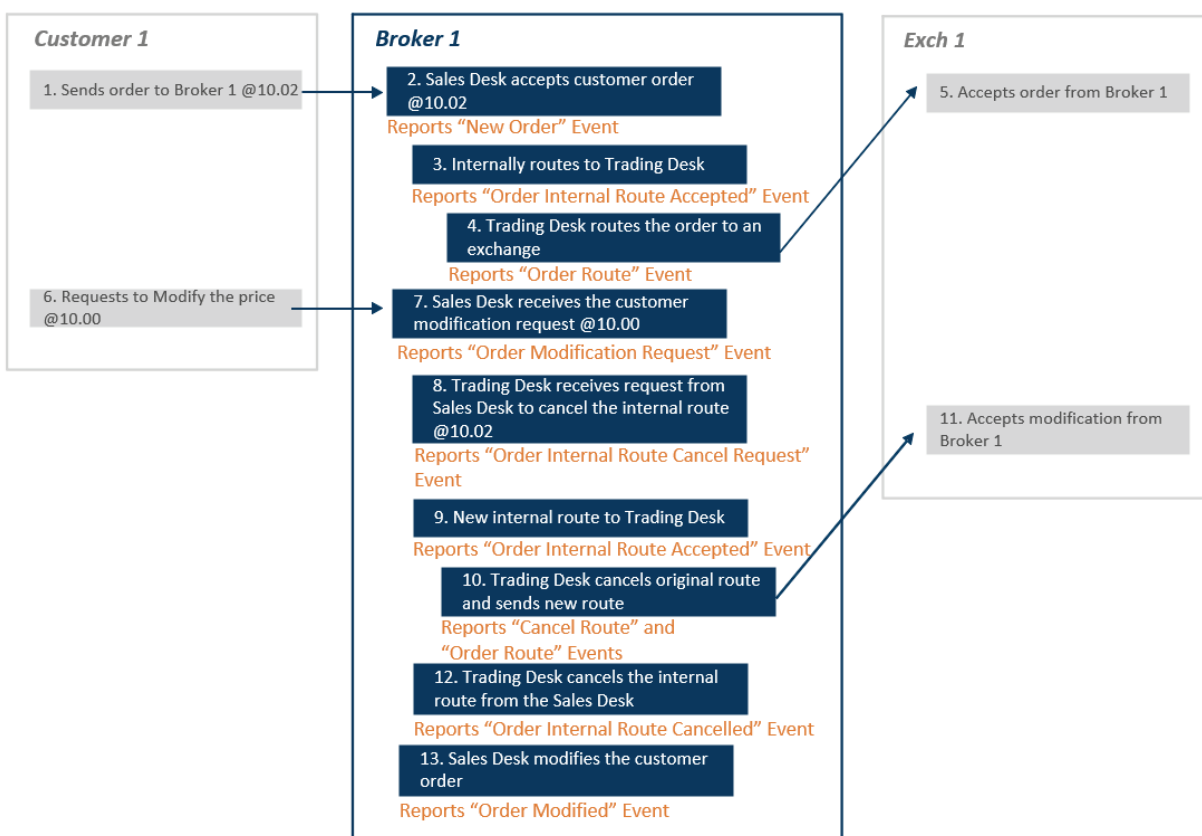 Customer 1
1. Sends order to Broker 1 @10.02
6. Requests to Modify the price
@10.00
Broker 1
2. Sales Desk accepts customer order
@10.02
Reports “New Order” Event
3. Internally routes to Trading Desk
Reports “Order Internal Route Accepted” Event
4. Trading Desk routes the order to an
exchange
Reports “Order Route” Event
7. Sales Desk receives the customer
modification request @10.00
Reports “Order Modification Request” Event
8. Trading Desk receives request from
Sales Desk to cancel the internal route
@10.02
Reports “Order Internal Route Cancel Request”
Event
9. New internal route to Trading Desk
Reports “Order Internal Route Accepted” Event
10. Trading Desk cancels original route
and sends new route
Reports “Cancel Route” and
“Order Route” Events
12. Trading Desk cancels the internal
route from the Sales Desk
Reports “Order Internal Route Cancelled” Event
13. Sales Desk modifies the customer
order
Reports “Order Modified” Event
Exch 1
5. Accepts order from Broker 1
11. Accepts modification from
Broker 1